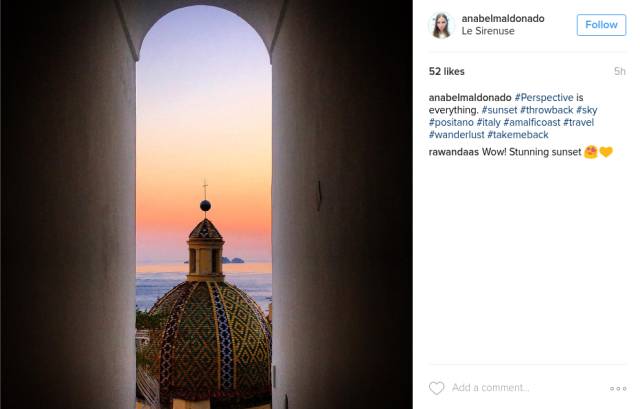 anabelmaldonado
Le Sirenuse
Follow
52 likes
5h
anabelmaldonado #Perspective is
everything. #sunset #throwback #sky
#positano #italy #amalficoast #travel
#wanderlust #takemeback
rawandaas Wow! Stunning sunset 😍💛
Add a comment...